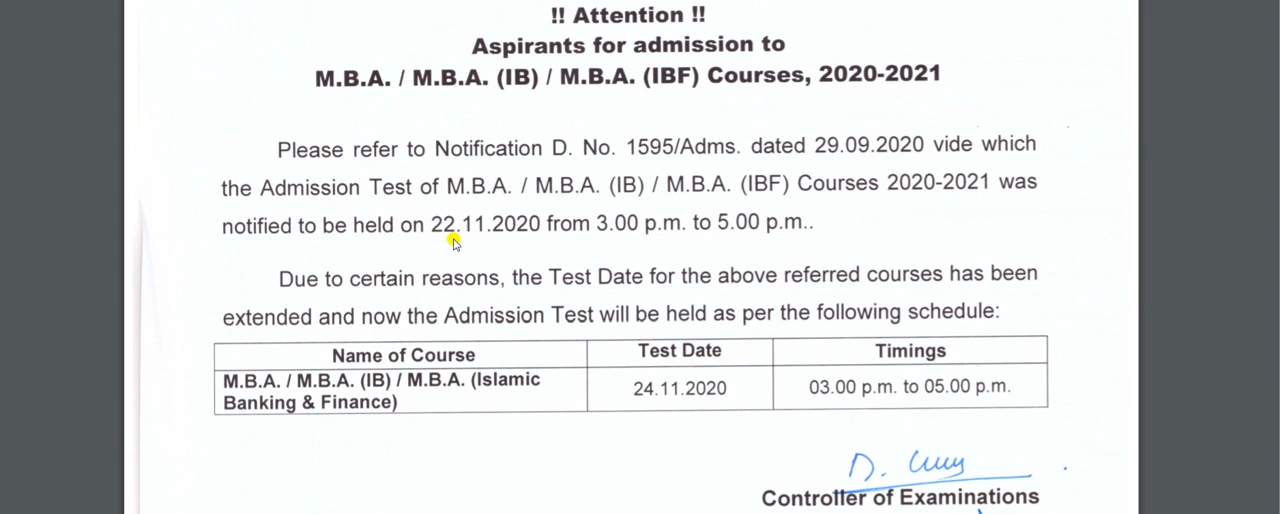 !! Attention !!
Aspirants for admission to
M.B.A. / M.B.A. (IB) / M.B.A. (IBF) Courses, 2020-2021
Please refer to Notification D. No. 1595/Adms. dated 29.09.2020 vide which
the Admission Test of M.B.A. / M.B.A. (IB) / M.B.A. (IBF) Courses 2020-2021 was
notified to be held on 22.11.2020 from 3.00 p.m. to 5.00 p.m..
Due to certain reasons, the Test Date for the above referred courses has been
extended and now the Admission Test will be held as per the following schedule:
Name of Course Test Date Timings
M.B.A. / M.B.A. (IB) / M.B.A. (Islamic
Banking & Finance) 24.11.2020 03.00 p.m. to 05.00 p.m.
Controller of Examinations